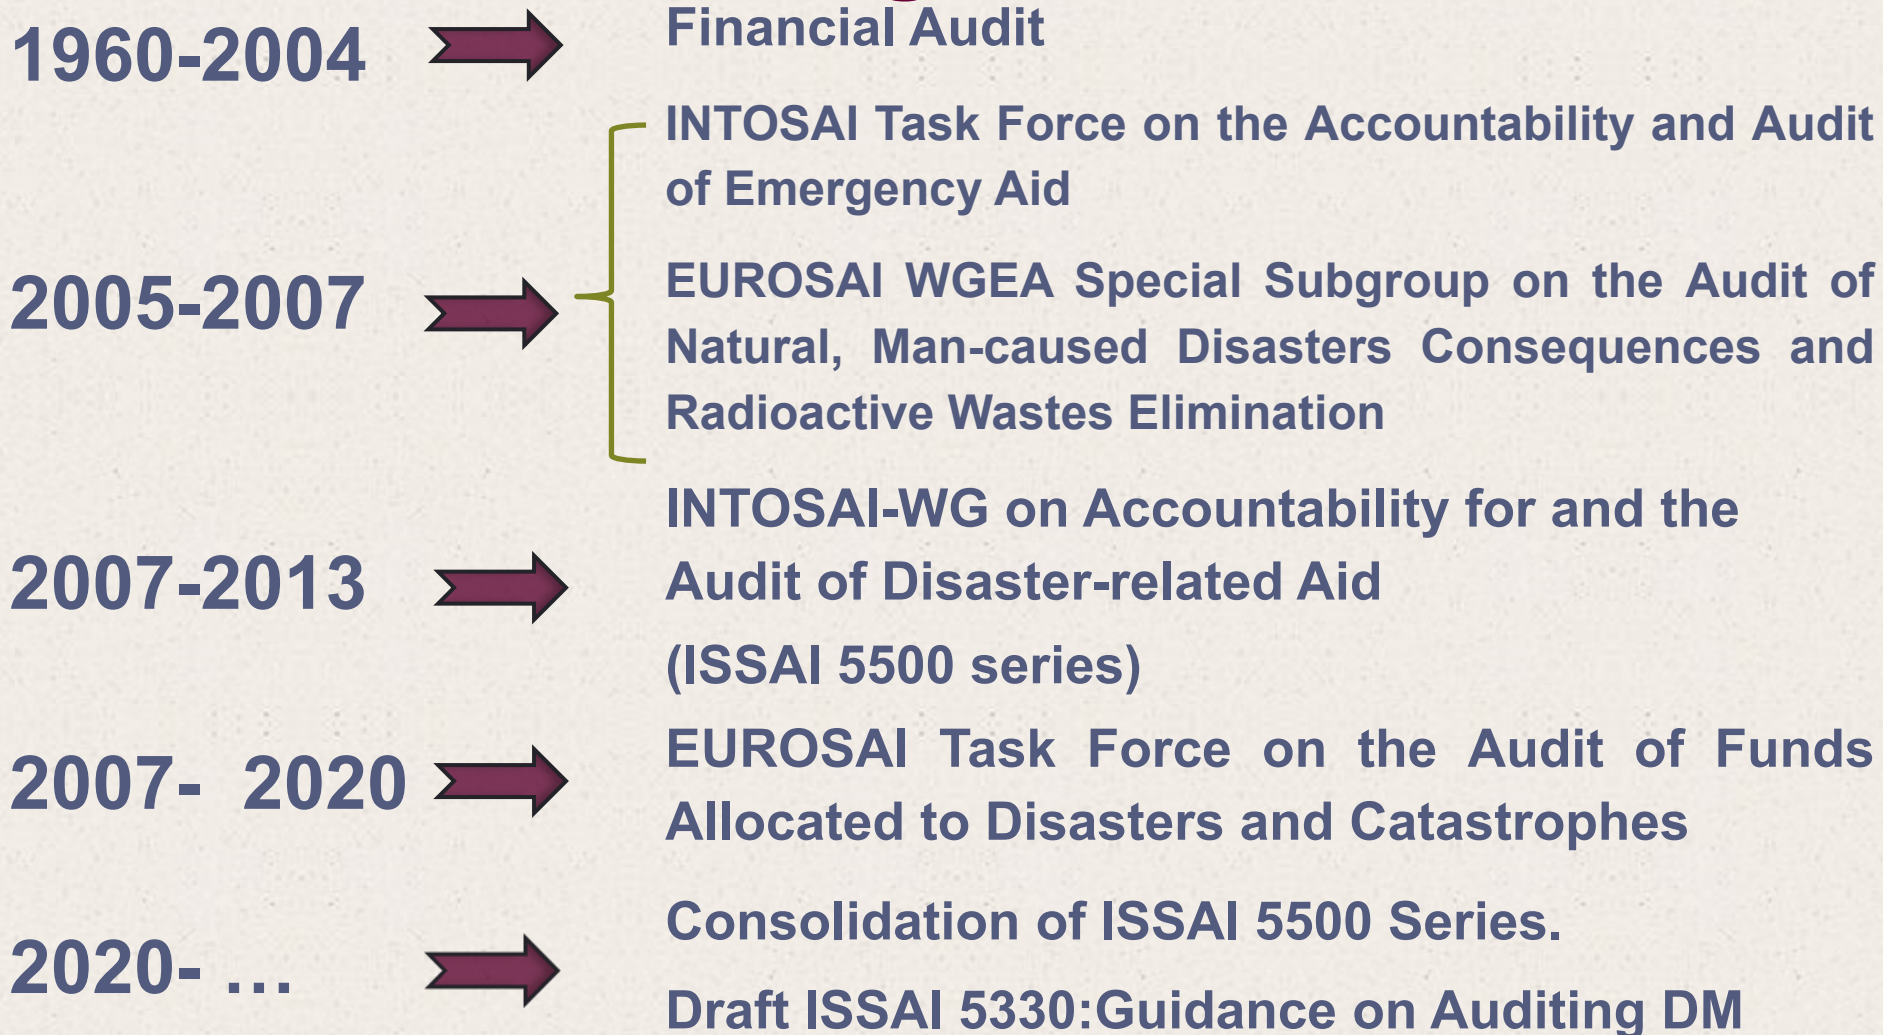 1960-2004
Financial Audit
INTOSAI Task Force on the Accountability and Audit
of Emergency Aid
2005-2007
EUROSAI WGEA Special Subgroup on the Audit of
Natural, Man-caused Disasters Consequences and
Radioactive Wastes Elimination
2007-2013
INTOSAI-WG on Accountability for and the
Audit of Disaster-related Aid
(ISSAI 5500 series)
2007- 2020
EUROSAI Task Force on the Audit of Funds
Allocated to Disasters and Catastrophes
2020- ...
Consolidation of ISSAI 5500 Series.
Draft ISSAI 5330:Guidance on Auditing DM